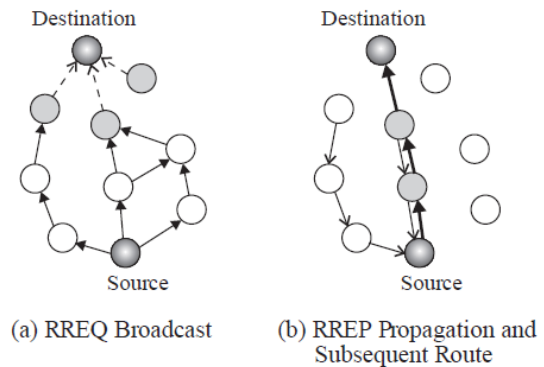 Destination
Destination
Source
Source
(a) RREQ Broadcast
(b) RREP Propagation and
Subsequent Route